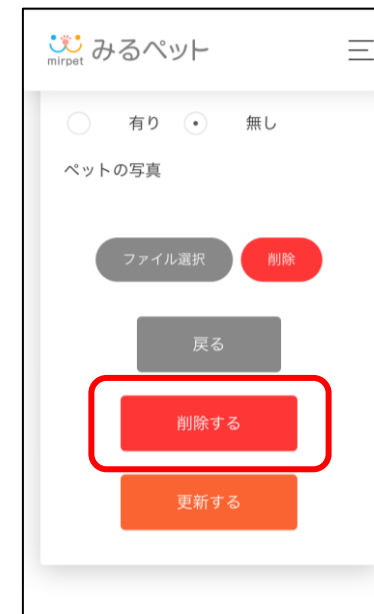 mirpet みるペット
有り 無し
ペットの写真
ファイル選択 削除
戻る
削除する
更新する